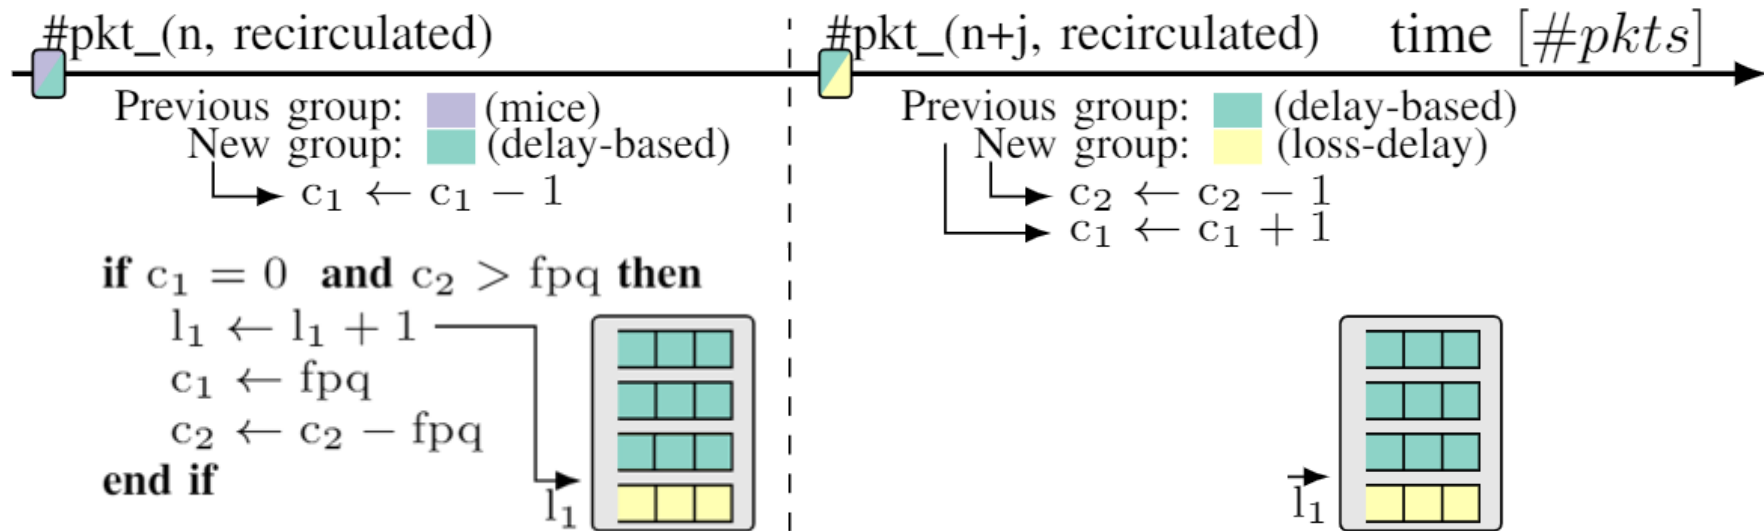 #pkt_(n, recirculated)
Previous group: (mice)
New group: (delay-based)
c₁ ← c₁ − 1
if c₁ = 0 and c₂ > fpq then
l₁ ← l₁ + 1
c₁ ← fpq
c₂ ← c₂ − fpq
end if
l₁
#pkt_(n+j, recirculated)
time [#pkts]
Previous group: (delay-based)
New group: (loss-delay)
c₂ ← c₂ − 1
c₁ ← c₁ + 1
l₁